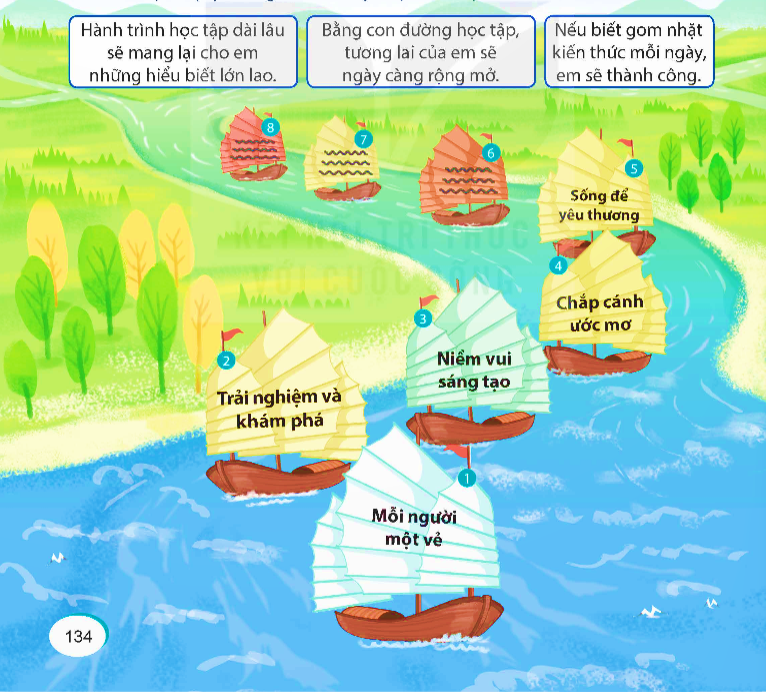 Hành trình học tập dài lâu
sẽ mang lại cho em
những hiểu biết lớn lao.
Bằng con đường học tập,
tương lai của em sẽ
ngày càng rộng mở.
Nếu biết gom nhặt
kiến thức mỗi ngày,
em sẽ thành công.
8
7
6
5
Sống để
yêu thương
4
Chắp cánh
ước mơ
3
Niềm vui
sáng tạo
2
Trải nghiệm và
khám phá
1
Mỗi người
một vẻ
134